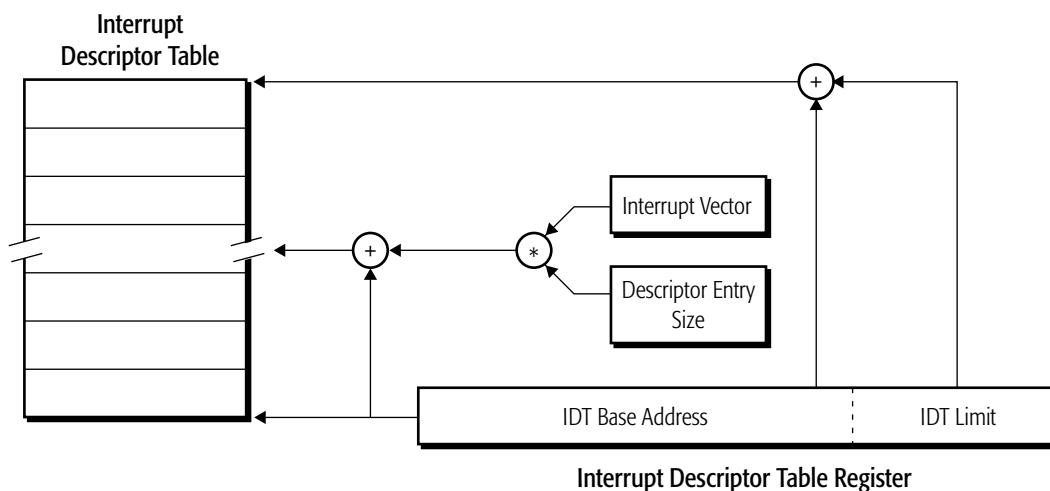 Interrupt
Descriptor Table
+
Interrupt Vector
+
*
Descriptor Entry
Size
IDT Base Address
IDT Limit
Interrupt Descriptor Table Register